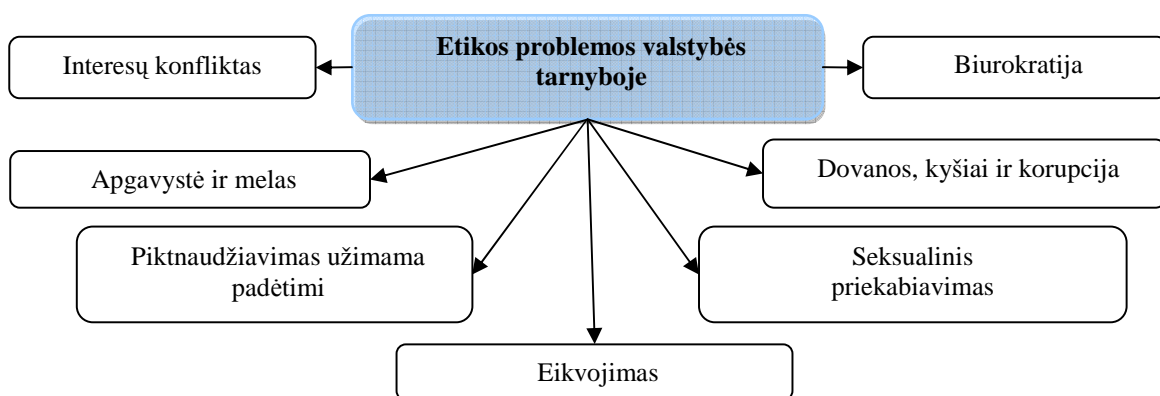 Etikos problemos valstybės
tarnyboje
Interesų konfliktas
Biurokratija
Apgavystė ir melas
Dovanos, kyšiai ir korupcija
Piktnaudžiavimas užimama
padėtimi
Seksualinis
priekabiavimas
Eikvojimas